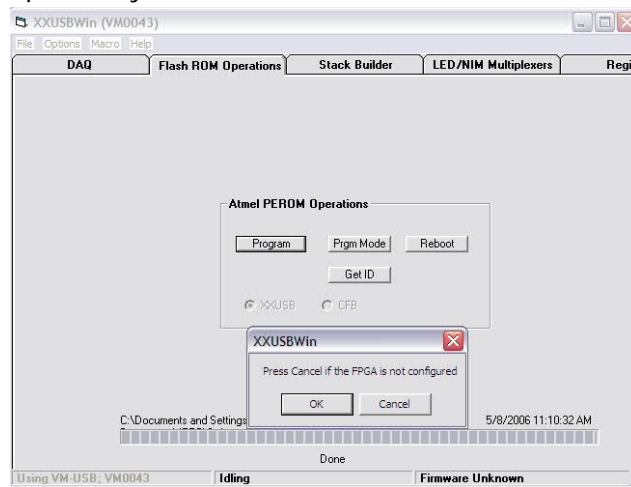 XXUSBWin (VM0043)
File Options Macro Help
DAQ Flash ROM Operations Stack Builder LED/NIM Multiplexers Regi
Atmel PEROM Operations
Program Prgm Mode Reboot
Get ID
XXUSB CFB
XXUSBWin
Press Cancel if the FPGA is not configured
OK Cancel
C:\Documents and Settings 5/8/2006 11:10:32 AM
Done
Using VM-USB; VM0043 Idling Firmware Unknown